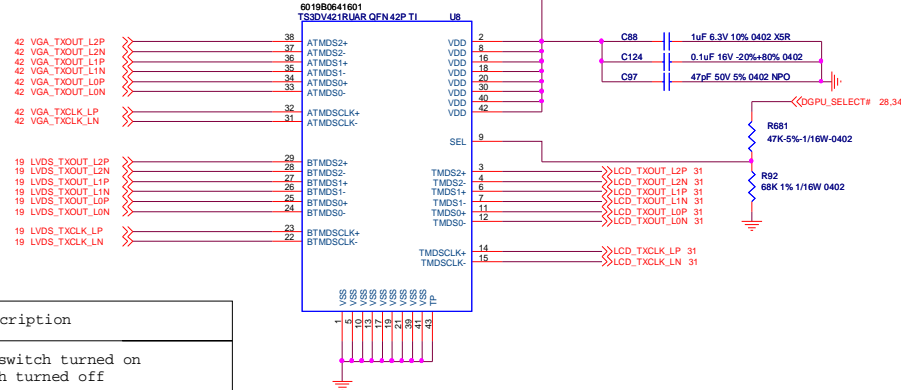 6019B0641601
TS3DV421RUAR QFN 42P TI U8
42 VGA_TXOUT_L2P 38 ATMDS2+
42 VGA_TXOUT_L2N 37 ATMDS2-
42 VGA_TXOUT_L1P 36 ATMDS1+
42 VGA_TXOUT_L1N 35 ATMDS1-
42 VGA_TXOUT_L0P 34 ATMDS0+
42 VGA_TXOUT_L0N 33 ATMDS0-
42 VGA_TXCLK_LP 32 ATMDSCLK+
42 VGA_TXCLK_LN 31 ATMDSCLK-
19 LVDS_TXOUT_L2P 29 BTMDS2+
19 LVDS_TXOUT_L2N 28 BTMDS2-
19 LVDS_TXOUT_L1P 27 BTMDS1+
19 LVDS_TXOUT_L1N 26 BTMDS1-
19 LVDS_TXOUT_L0P 25 BTMDS0+
19 LVDS_TXOUT_L0N 24 BTMDS0-
19 LVDS_TXCLK_LP 23 BTMDSCLK+
19 LVDS_TXCLK_LN 22 BTMDSCLK-
VDD 2
VDD 8
VDD 16
VDD 18
VDD 20
VDD 30
VDD 40
VDD 42
SEL 9
TMDS2+ 3 LCD_TXOUT_L2P 31
TMDS2- 4 LCD_TXOUT_L2N 31
TMDS1+ 6 LCD_TXOUT_L1P 31
TMDS1- 7 LCD_TXOUT_L1N 31
TMDS0+ 11 LCD_TXOUT_L0P 31
TMDS0- 12 LCD_TXOUT_L0N 31
TMDSCLK+ 14 LCD_TXCLK_LP 31
TMDSCLK- 15 LCD_TXCLK_LN 31
C88 1uF 6.3V 10% 0402 X5R
C124 0.1uF 16V -20%+80% 0402
C97 47pF 50V 5% 0402 NPO
DGPU_SELECT# 28,34
R681
47K-5%-1/16W-0402
R92
68K 1% 1/16W 0402
VSS VSS VSS VSS VSS VSS VSS VSS VSS TP
1 5 10 13 17 19 21 39 41 43
cription
switch turned on
h turned off